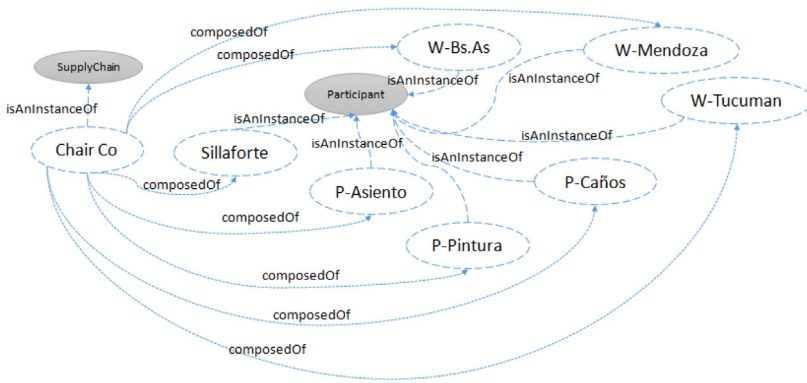 composedOf
composedOf
W-Bs.As
W-Mendoza
SupplyChain
isAnInstanceOf
Participant
W-Tucuman
isAnInstanceOf
isAnInstanceOf
isAnInstanceOf
isAnInstanceOf
Chair Co
Sillaforte
isAnInstanceOf
isAnInstanceOf
composedOf
P-Asiento
P-Caños
composedOf
P-Pintura
composedOf
composedOf
composedOf